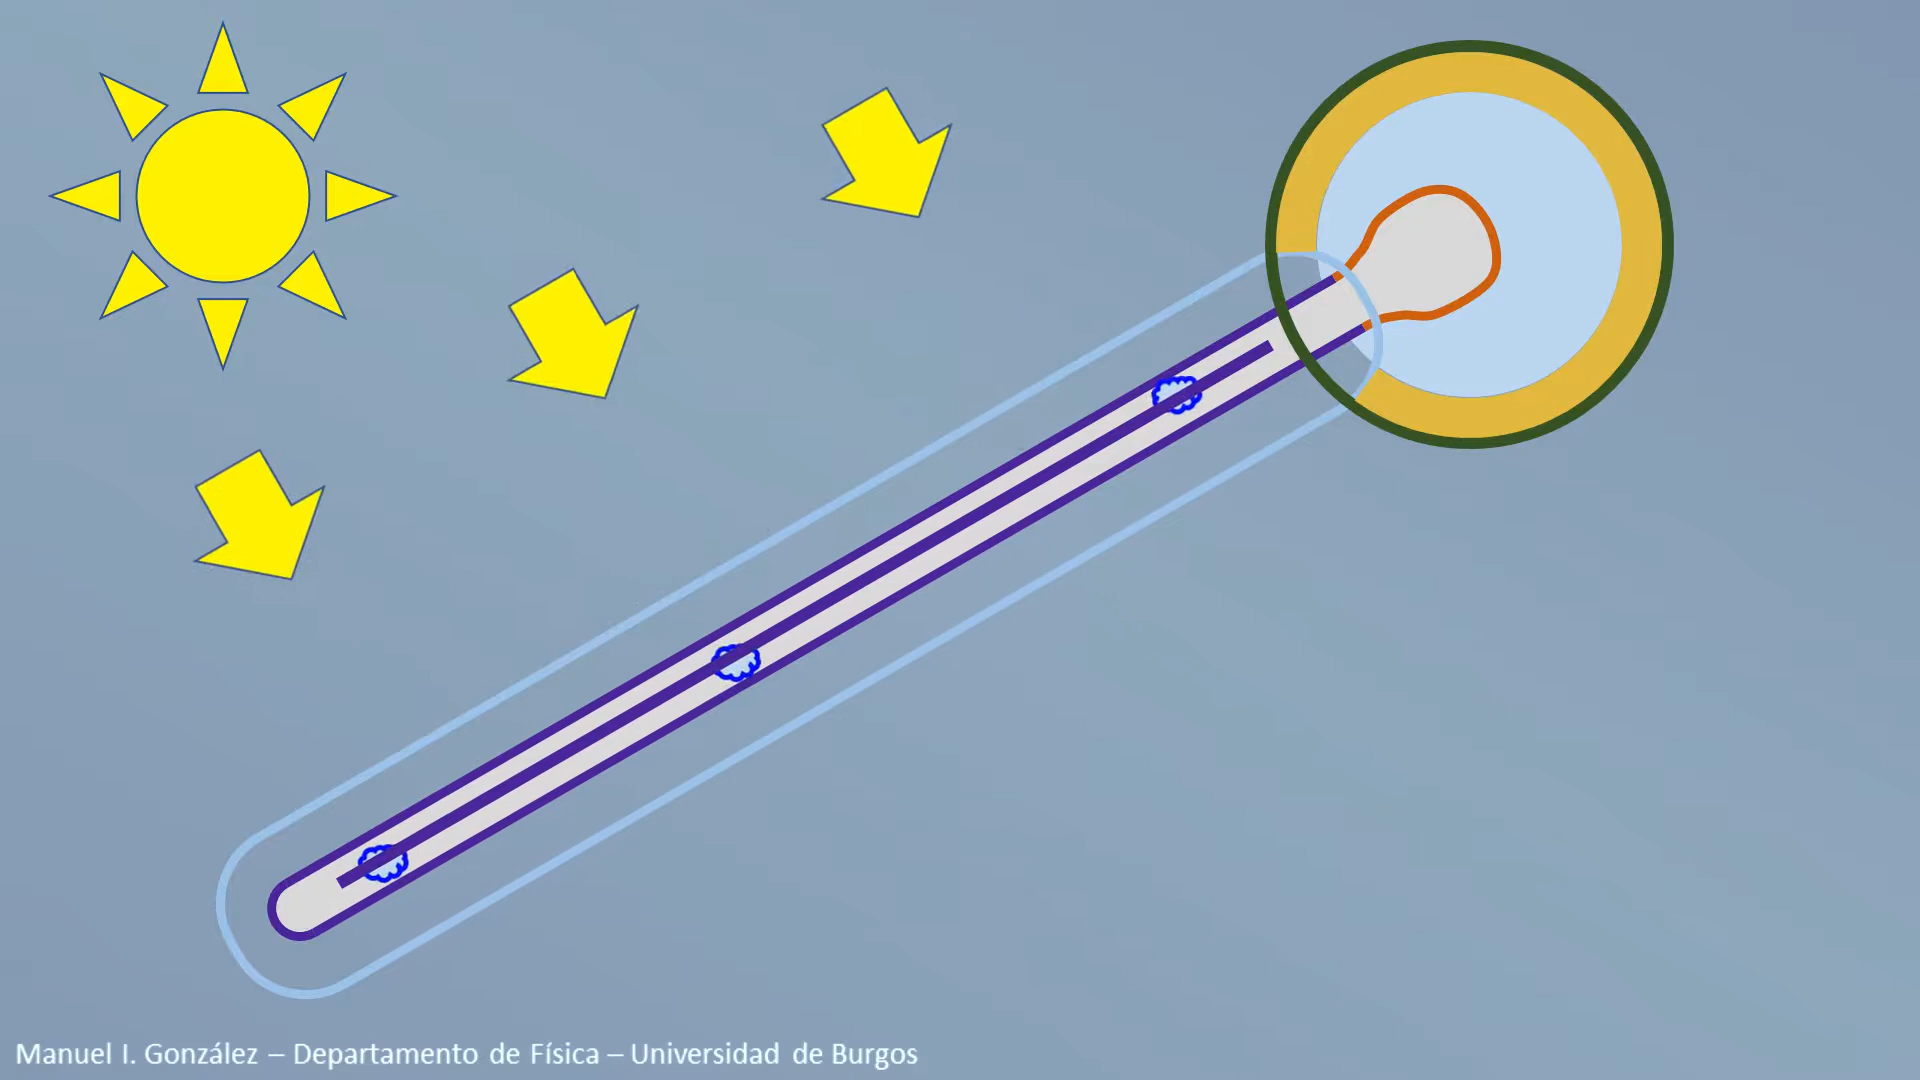 Manuel I. González – Departamento de Física – Universidad de Burgos